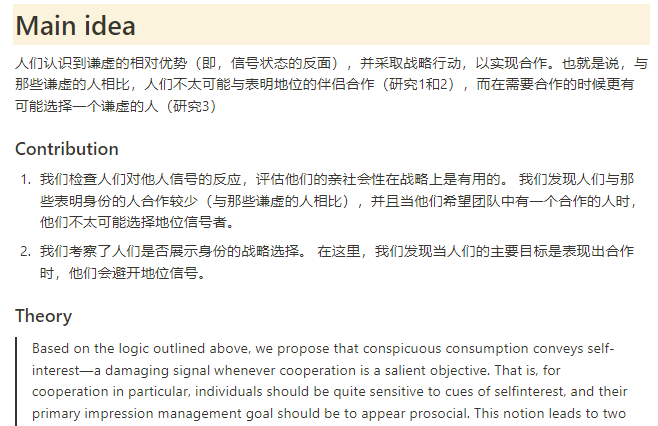 Main idea
人们认识到谦虚的相对优势（即，信号状态的反面），并采取战略行动，以实现合作。也就是说，与
那些谦虚的人相比，人们不太可能与表明地位的伴侣合作（研究1和2），而在需要合作的时候更有
可能选择一个谦虚的人（研究3）
Contribution
1. 我们检查人们对他人信号的反应，评估他们的亲社会性在战略上是有用的。 我们发现人们与那
些表明身份的人合作较少（与那些谦虚的人相比），并且当他们希望团队中有一个合作的人时，
他们不太可能选择地位信号者。
2. 我们考察了人们是否展示身份的战略选择。 在这里，我们发现当人们的主要目标是表现出合作
时，他们会避开地位信号。
Theory
Based on the logic outlined above, we propose that conspicuous consumption conveys self-
interest—a damaging signal whenever cooperation is a salient objective. That is, for
cooperation in particular, individuals should be quite sensitive to cues of selfinterest, and their
primary impression management goal should be to appear prosocial. This notion leads to two